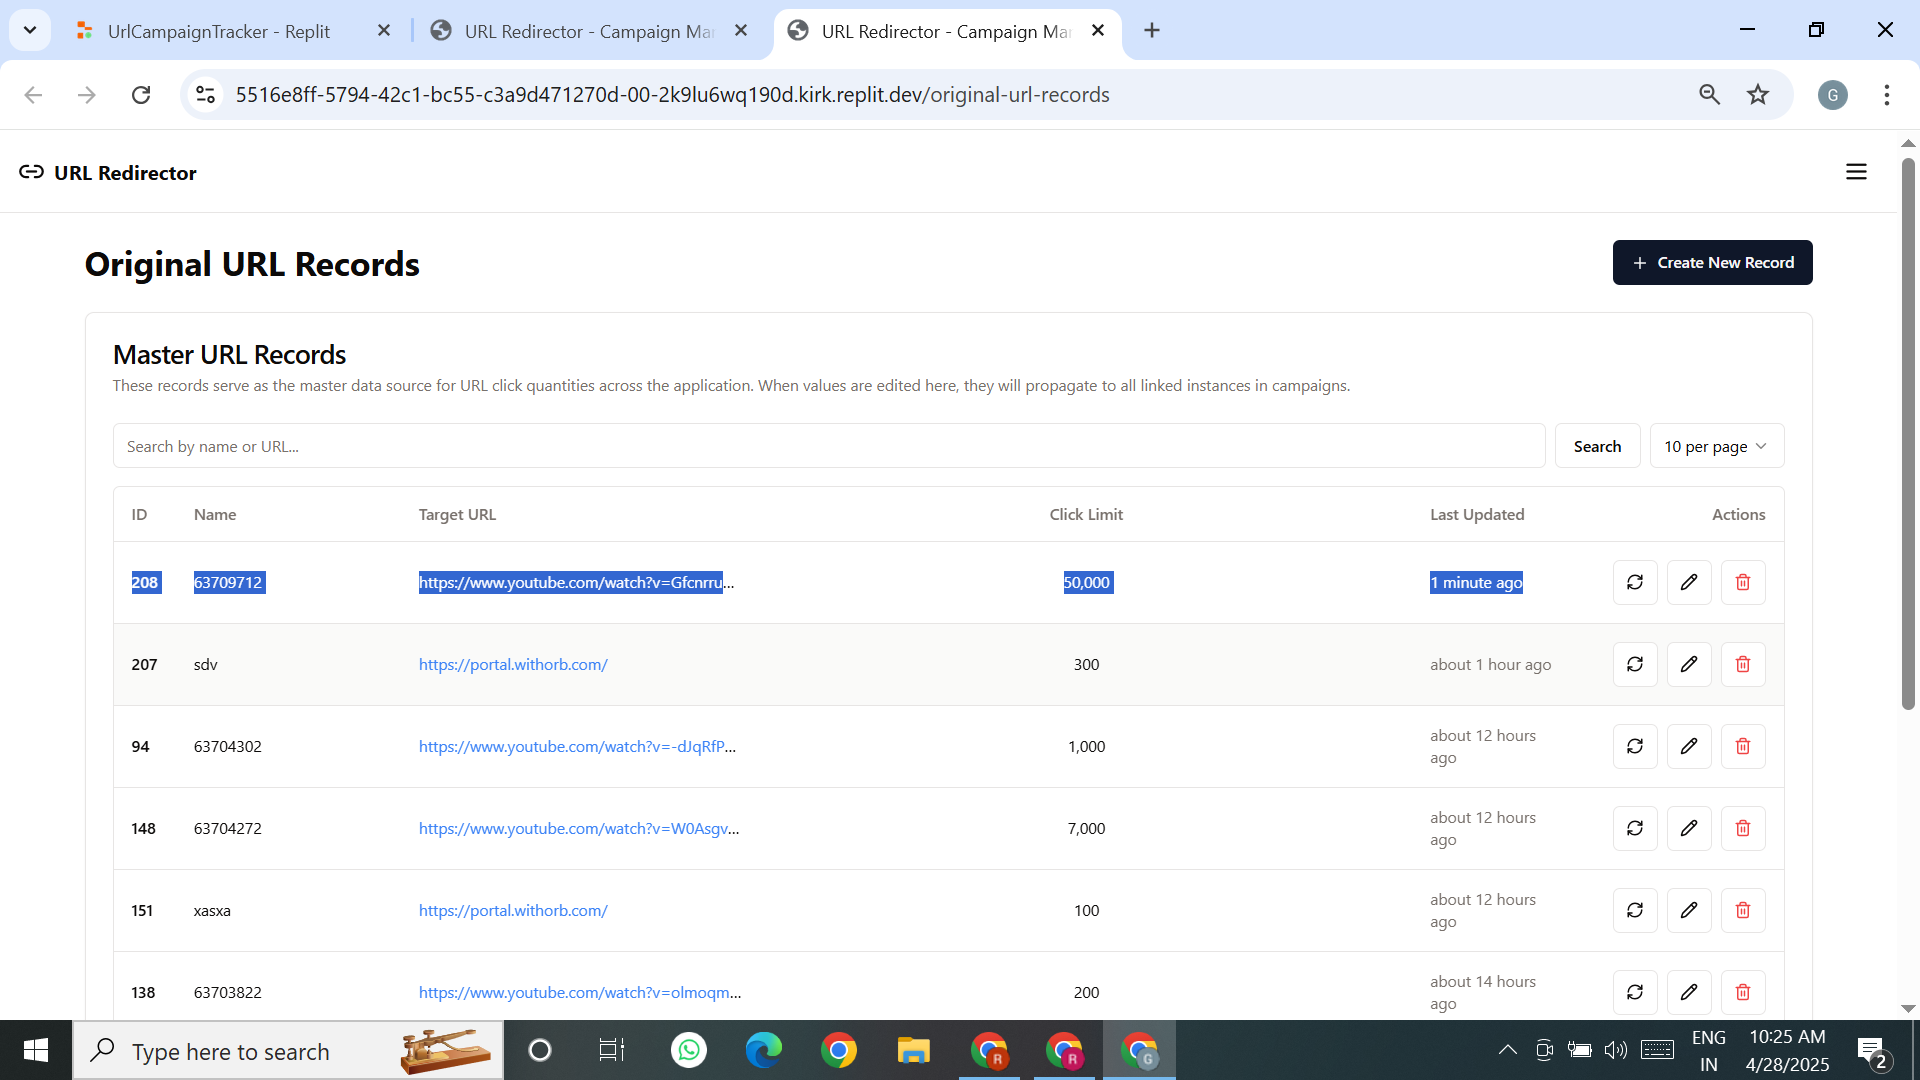 UrlCampaignTracker - Replit
URL Redirector - Campaign Ma
URL Redirector - Campaign Ma
5516e8ff-5794-42c1-bc55-c3a9d471270d-00-2k9lu6wq190d.kirk.replit.dev/original-url-records
G
URL Redirector
Original URL Records
Create New Record
Master URL Records
These records serve as the master data source for URL click quantities across the application. When values are edited here, they will propagate to all linked instances in campaigns.
Search by name or URL...
Search
10 per page
ID Name Target URL Click Limit Last Updated Actions
208 63709712 https://www.youtube.com/watch?v=Gfcnrru... 50,000 1 minute ago
207 sdv https://portal.withorb.com/ 300 about 1 hour ago
94 63704302 https://www.youtube.com/watch?v=-dJqRfP... 1,000 about 12 hours
ago
148 63704272 https://www.youtube.com/watch?v=W0Asgv... 7,000 about 12 hours
ago
151 xasxa https://portal.withorb.com/ 100 about 12 hours
ago
138 63703822 https://www.youtube.com/watch?v=olmoqm... 200 about 14 hours
ago
Type here to search
R
R
G
ENG
IN
10:25 AM
4/28/2025
2